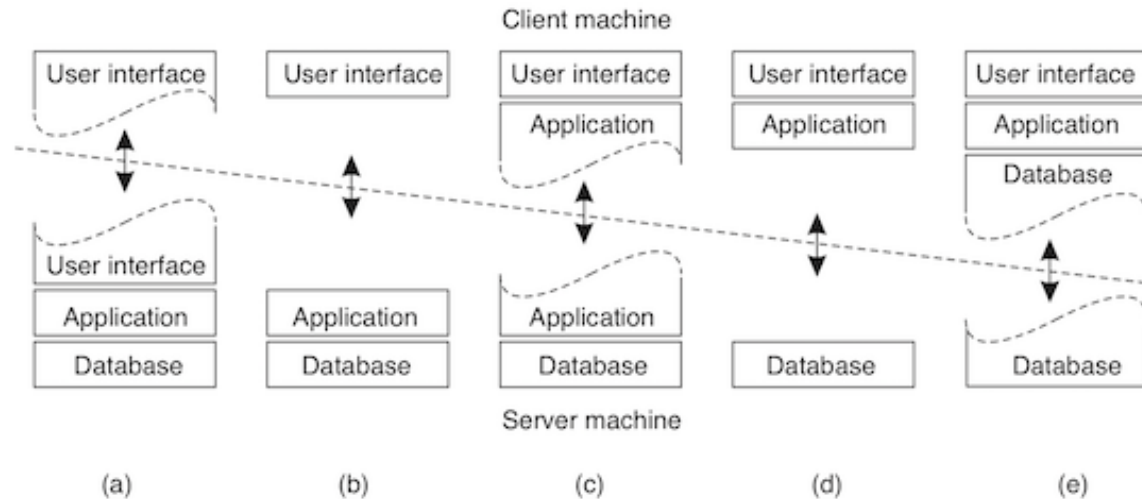 Client machine
User interface User interface User interface User interface User interface
Application Application Application
Database
User interface
Application Application Application
Database Database Database Database Database
Server machine
(a) (b) (c) (d) (e)